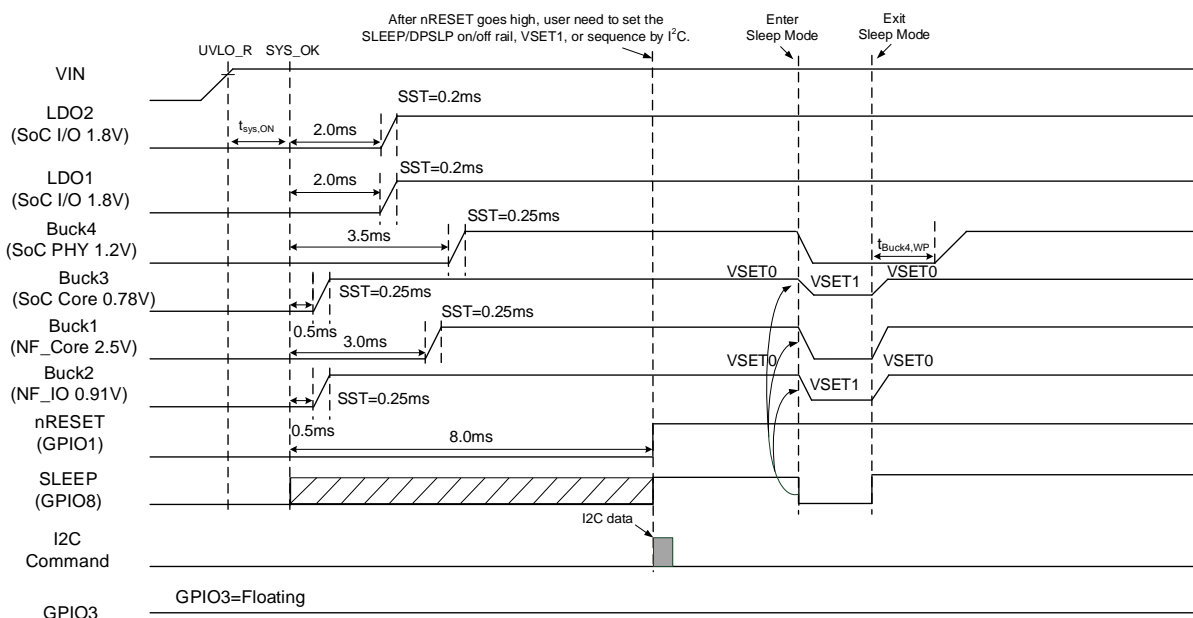 After nRESET goes high, user need to set the
SLEEP/DPSLP on/off rail, VSET1, or sequence by I²C.
Enter
Sleep Mode
Exit
Sleep Mode
UVLO_R
SYS_OK
VIN
LDO2
(SoC I/O 1.8V)
tsys,ON
2.0ms
SST=0.2ms
LDO1
(SoC I/O 1.8V)
2.0ms
SST=0.2ms
Buck4
(SoC PHY 1.2V)
3.5ms
SST=0.25ms
tBuck4,WP
Buck3
(SoC Core 0.78V)
0.5ms
SST=0.25ms
VSET0
VSET1
VSET0
Buck1
(NF_Core 2.5V)
3.0ms
SST=0.25ms
Buck2
(NF_IO 0.91V)
0.5ms
SST=0.25ms
VSET0
VSET1
VSET0
nRESET
(GPIO1)
8.0ms
SLEEP
(GPIO8)
I2C data
I2C
Command
GPIO3=Floating
GPIO3